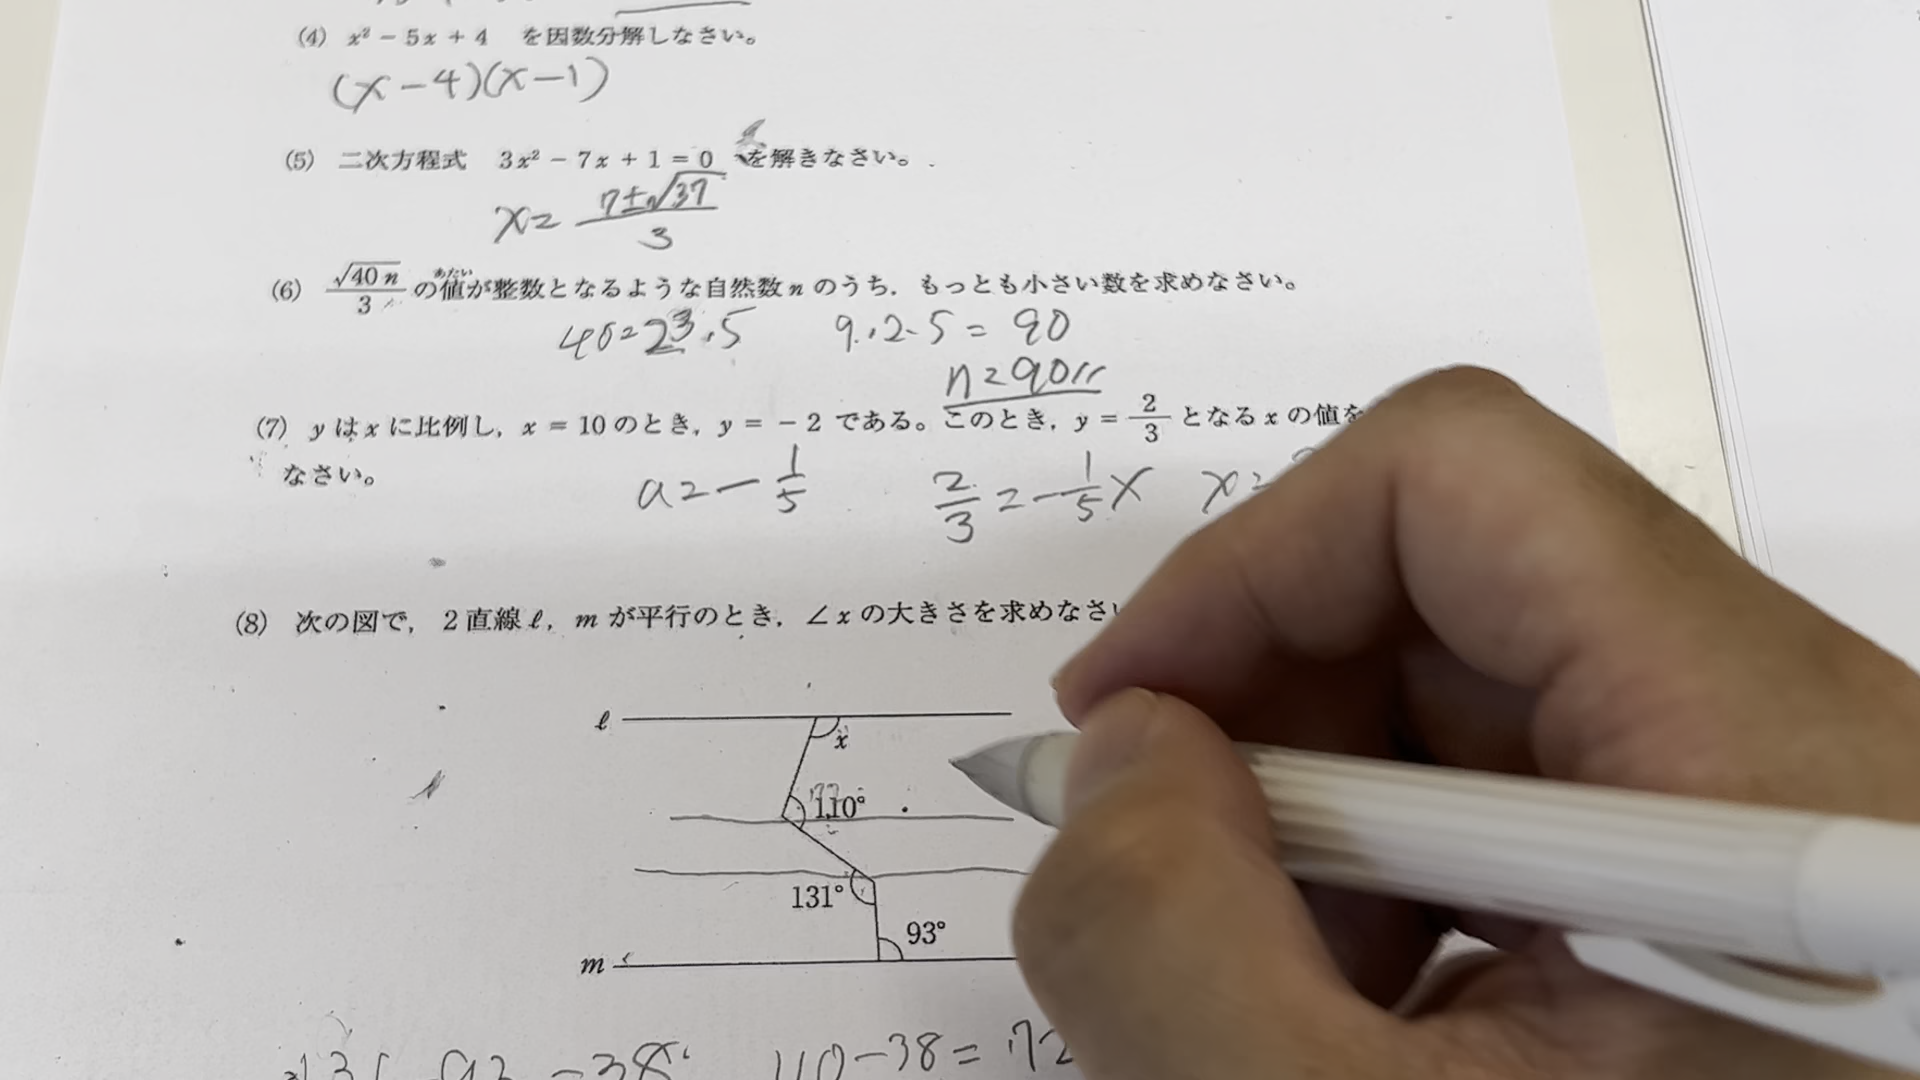 (4) x² − 5x + 4 を因数分解しなさい。
(x−4)(x−1)
(5) 二次方程式 3x² − 7x + 1 = 0 を解きなさい。
x= 7±√37 / 3
(6) √40n / 3 の値が整数となるような自然数 n のうち，もっとも小さい数を求めなさい。
あたい
40=2³·5 9·2·5=90
n=90
(7) y は x に比例し，x = 10 のとき，y = −2 である。このとき，y = 2/3 となる x の値を
なさい。
a=−1/5 2/3=−1/5x x=
(8) 次の図で，2直線ℓ，m が平行のとき，∠x の大きさを求めなさ
ℓ
x
110°
131°
93°
m
110−38=72